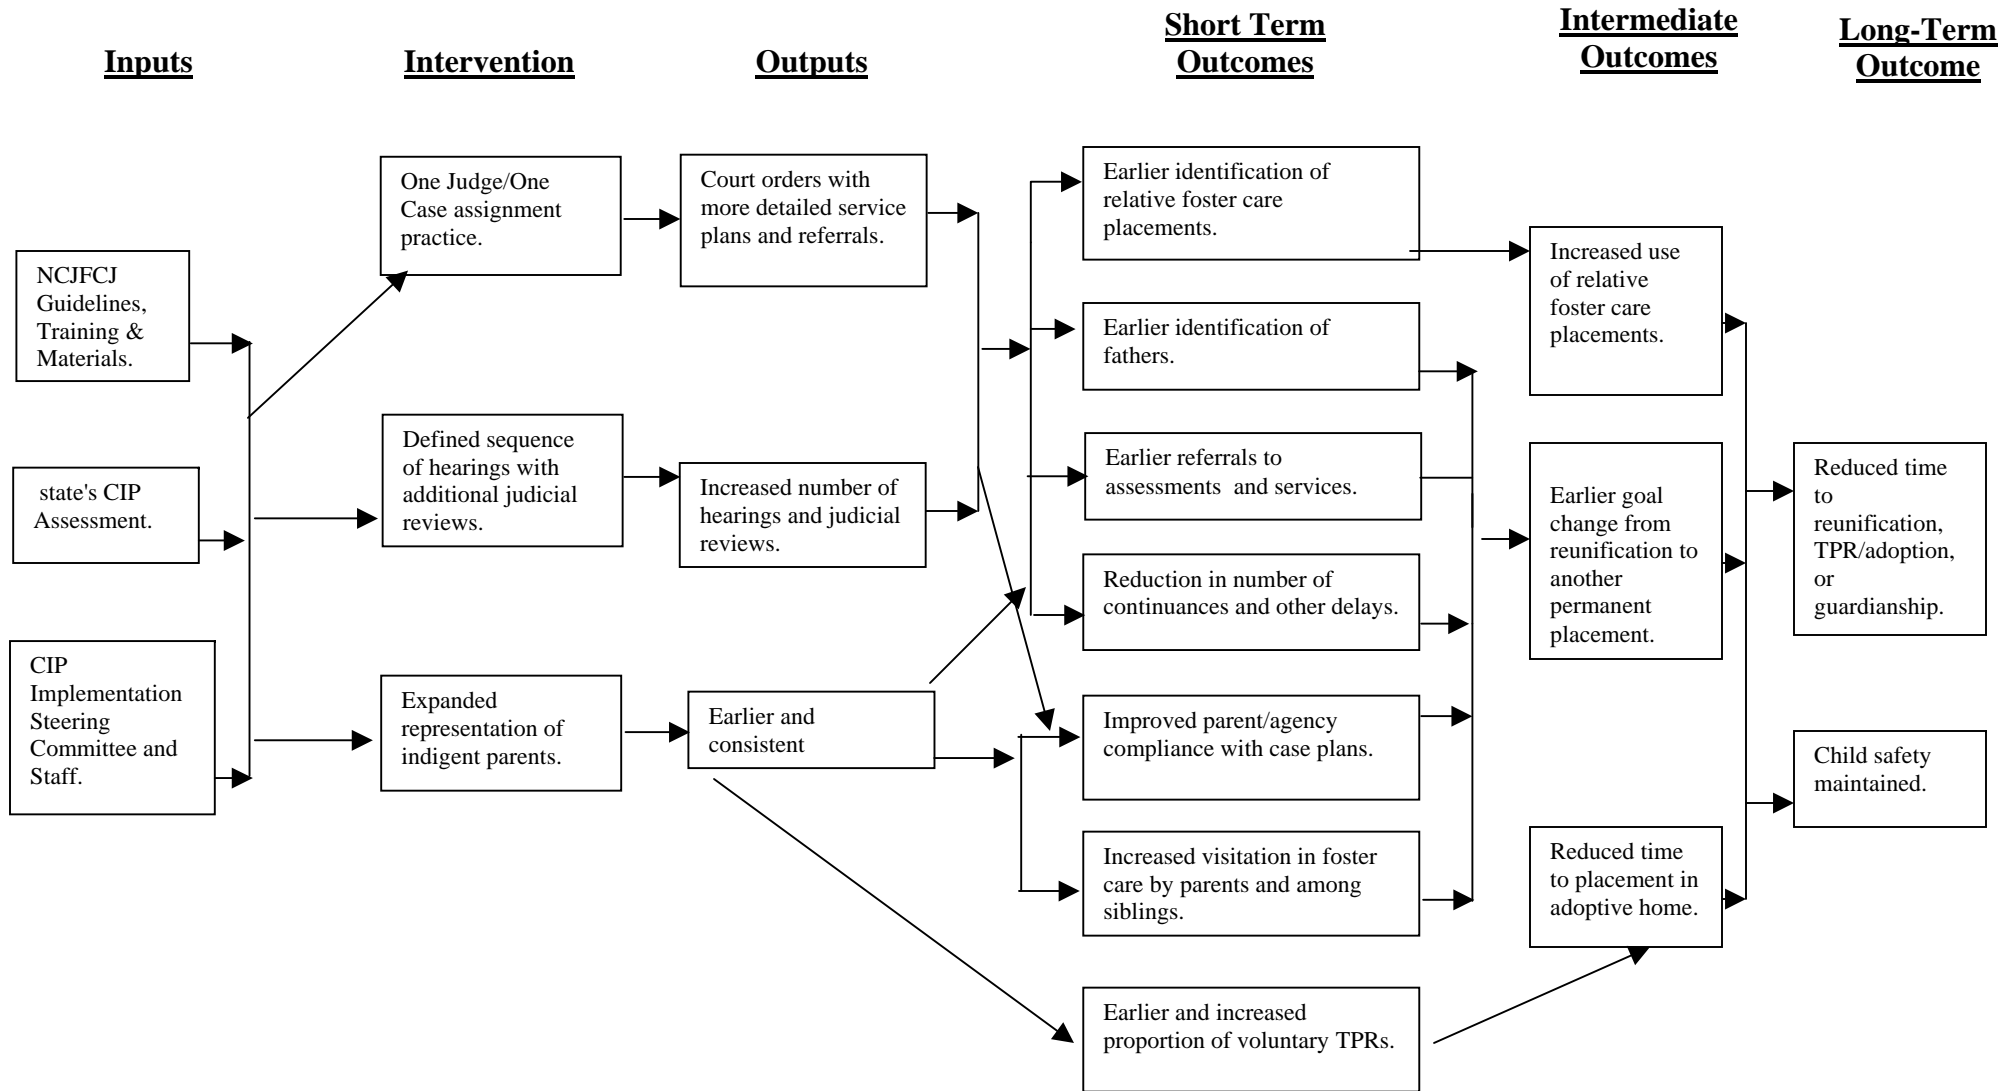 Inputs
Intervention
Outputs
Short Term
Outcomes
Intermediate
Outcomes
Long-Term
Outcome
NCJFCJ
Guidelines,
Training &
Materials.
state's CIP
Assessment.
CIP
Implementation
Steering
Committee and
Staff.
One Judge/One
Case assignment
practice.
Defined sequence
of hearings with
additional judicial
reviews.
Expanded
representation of
indigent parents.
Court orders with
more detailed service
plans and referrals.
Increased number of
hearings and judicial
reviews.
Earlier and
consistent
Earlier identification of
relative foster care
placements.
Earlier identification of
fathers.
Earlier referrals to
assessments and services.
Reduction in number of
continuances and other delays.
Improved parent/agency
compliance with case plans.
Increased visitation in foster
care by parents and among
siblings.
Earlier and increased
proportion of voluntary TPRs.
Increased use
of relative
foster care
placements.
Earlier goal
change from
reunification to
another
permanent
placement.
Reduced time
to placement in
adoptive home.
Reduced time
to
reunification,
TPR/adoption,
or
guardianship.
Child safety
maintained.